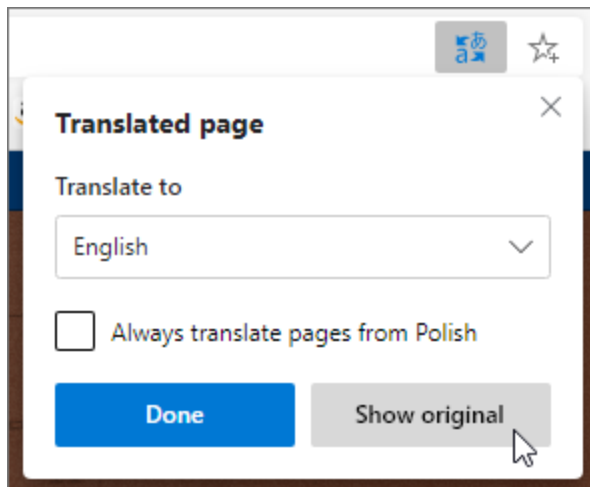 Translated page
Translate to
English
Always translate pages from Polish
Done
Show original